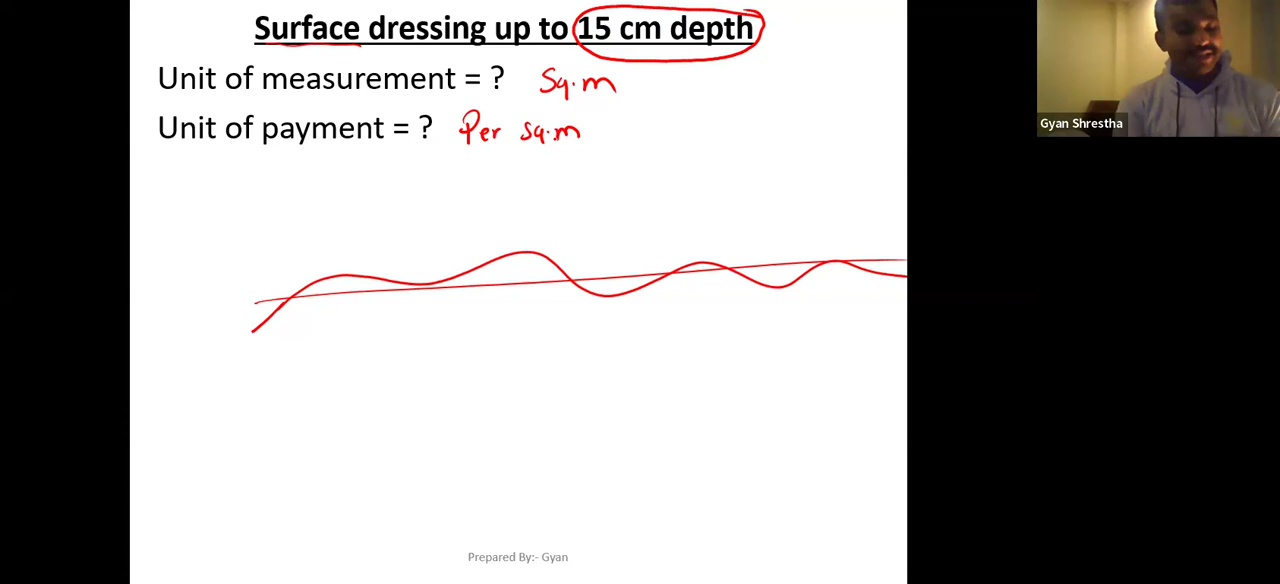 Surface dressing up to 15 cm depth
Unit of measurement = ? Sq.m
Unit of payment = ? Per sq.m
Gyan Shrestha
Prepared By:- Gyan